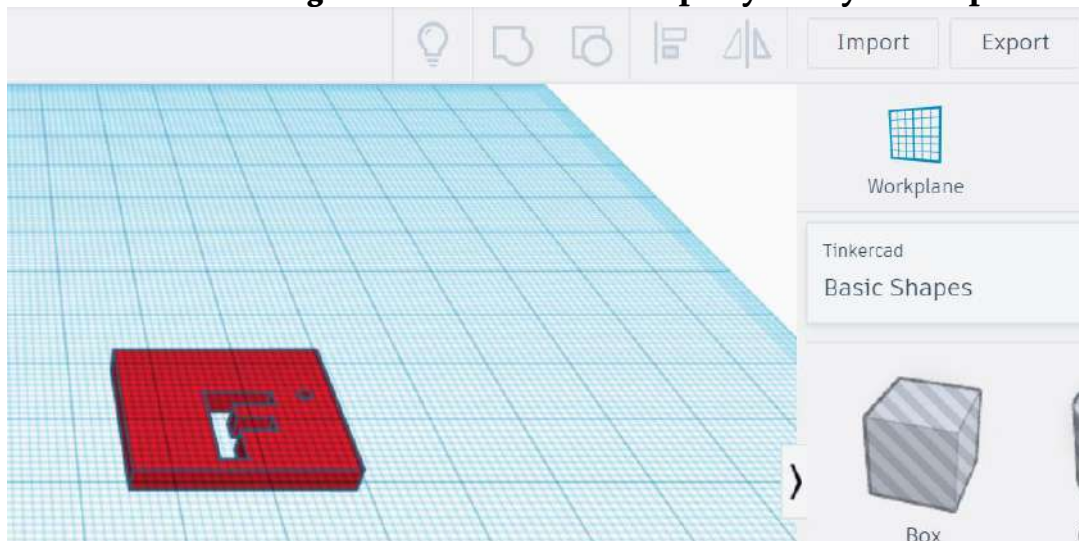 Import Export
Workplane
Tinkercad
Basic Shapes
F
Box